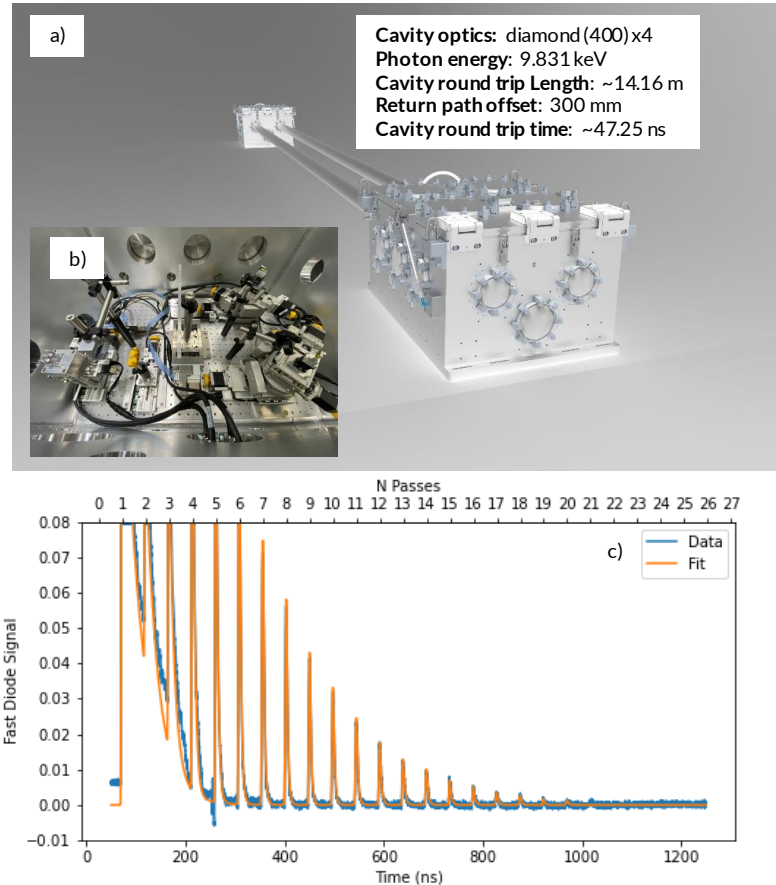 a)
Cavity optics: diamond (400) x4
Photon energy: 9.831 keV
Cavity round trip Length: ~14.16 m
Return path offset: 300 mm
Cavity round trip time: ~47.25 ns
b)
N Passes
0 1 2 3 4 5 6 7 8 9 10 11 12 13 14 15 16 17 18 19 20 21 22 23 24 25 26 27
0.08
c)
Data
Fit
0.07
0.06
0.05
0.04
0.03
0.02
0.01
0.00
−0.01
Fast Diode Signal
0 200 400 600 800 1000 1200
Time (ns)